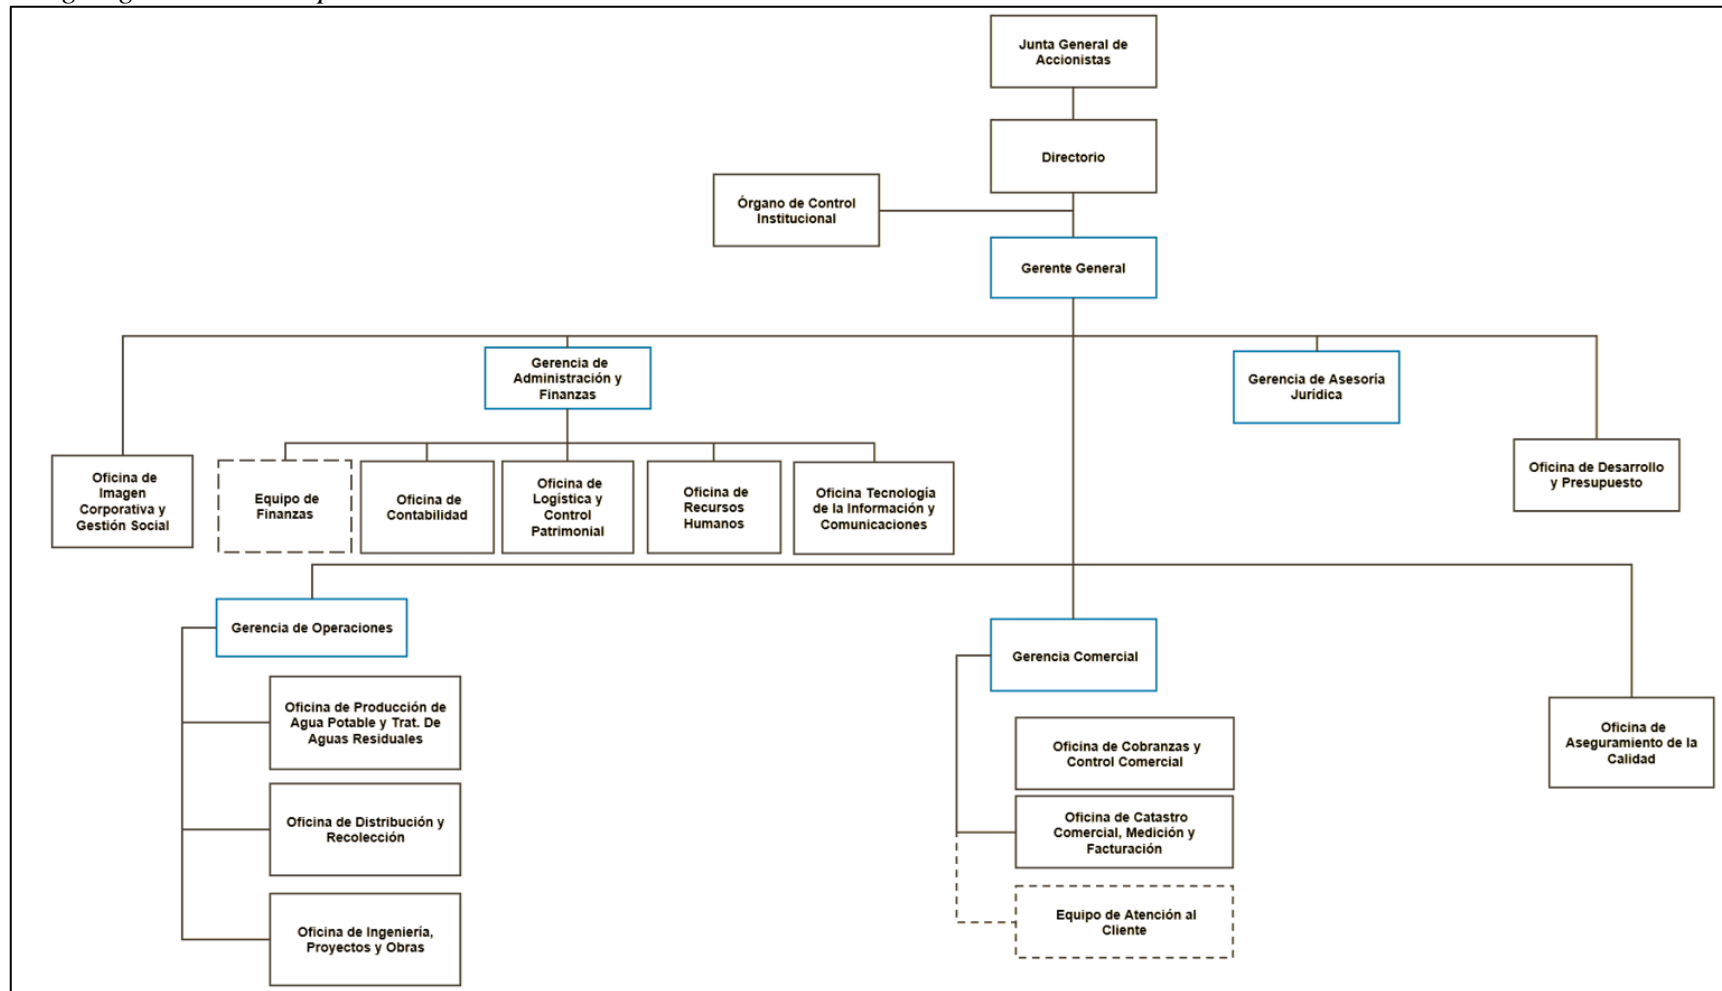 Junta General de
Accionistas
Directorio
Órgano de Control
Institucional
Gerente General
Gerencia de
Administración y
Finanzas
Gerencia de Asesoría
Jurídica
Oficina de
Imagen
Corporativa y
Gestión Social
Equipo de
Finanzas
Oficina de
Contabilidad
Oficina de
Logística y
Control
Patrimonial
Oficina de
Recursos
Humanos
Oficina Tecnología
de la Información y
Comunicaciones
Oficina de Desarrollo
y Presupuesto
Gerencia de Operaciones
Oficina de Producción de
Agua Potable y Trat. De
Aguas Residuales
Oficina de Distribución y
Recolección
Oficina de Ingeniería,
Proyectos y Obras
Gerencia Comercial
Oficina de Cobranzas y
Control Comercial
Oficina de Catastro
Comercial, Medición y
Facturación
Equipo de Atención al
Cliente
Oficina de
Aseguramiento de la
Calidad